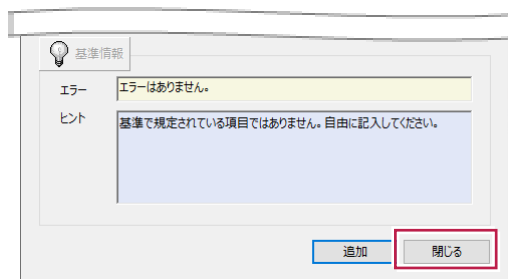 基準情報
エラー
エラーはありません。
ヒント
基準で規定されている項目ではありません。自由に記入してください。
追加
閉じる